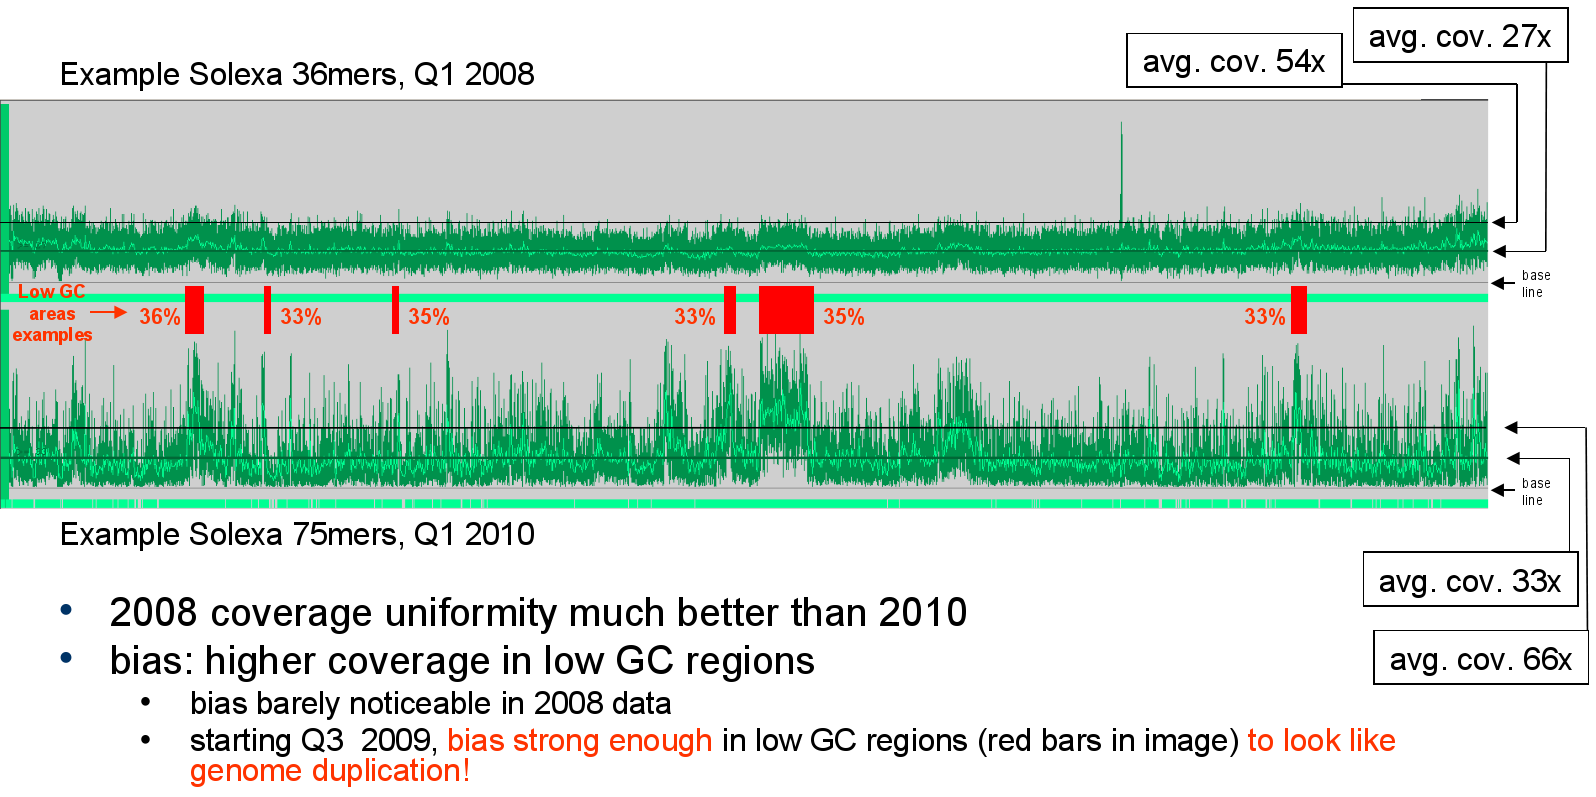 avg. cov. 27x
avg. cov. 54x
Example Solexa 36mers, Q1 2008
base
line
Low GC
areas
examples
36%
33%
35%
33%
35%
33%
base
line
Example Solexa 75mers, Q1 2010
avg. cov. 33x
avg. cov. 66x
• 2008 coverage uniformity much better than 2010
• bias: higher coverage in low GC regions
• bias barely noticeable in 2008 data
• starting Q3 2009, bias strong enough in low GC regions (red bars in image) to look like
genome duplication!